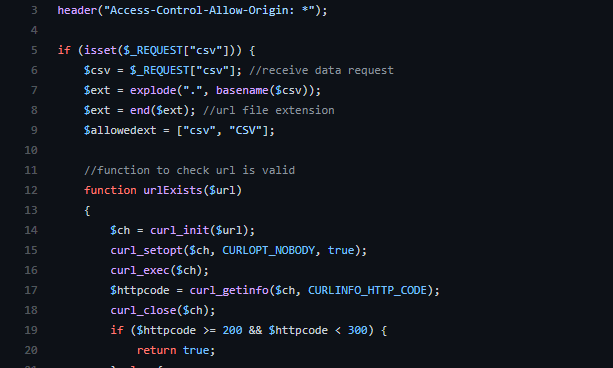 3 header("Access-Control-Allow-Origin: *");
4
5 if (isset($_REQUEST["csv"])) {
6 $csv = $_REQUEST["csv"]; //receive data request
7 $ext = explode(".", basename($csv));
8 $ext = end($ext); //url file extension
9 $allowedext = ["csv", "CSV"];
10
11 //function to check url is valid
12 function urlExists($url)
13 {
14 $ch = curl_init($url);
15 curl_setopt($ch, CURLOPT_NOBODY, true);
16 curl_exec($ch);
17 $httpcode = curl_getinfo($ch, CURLINFO_HTTP_CODE);
18 curl_close($ch);
19 if ($httpcode >= 200 && $httpcode < 300) {
20 return true;